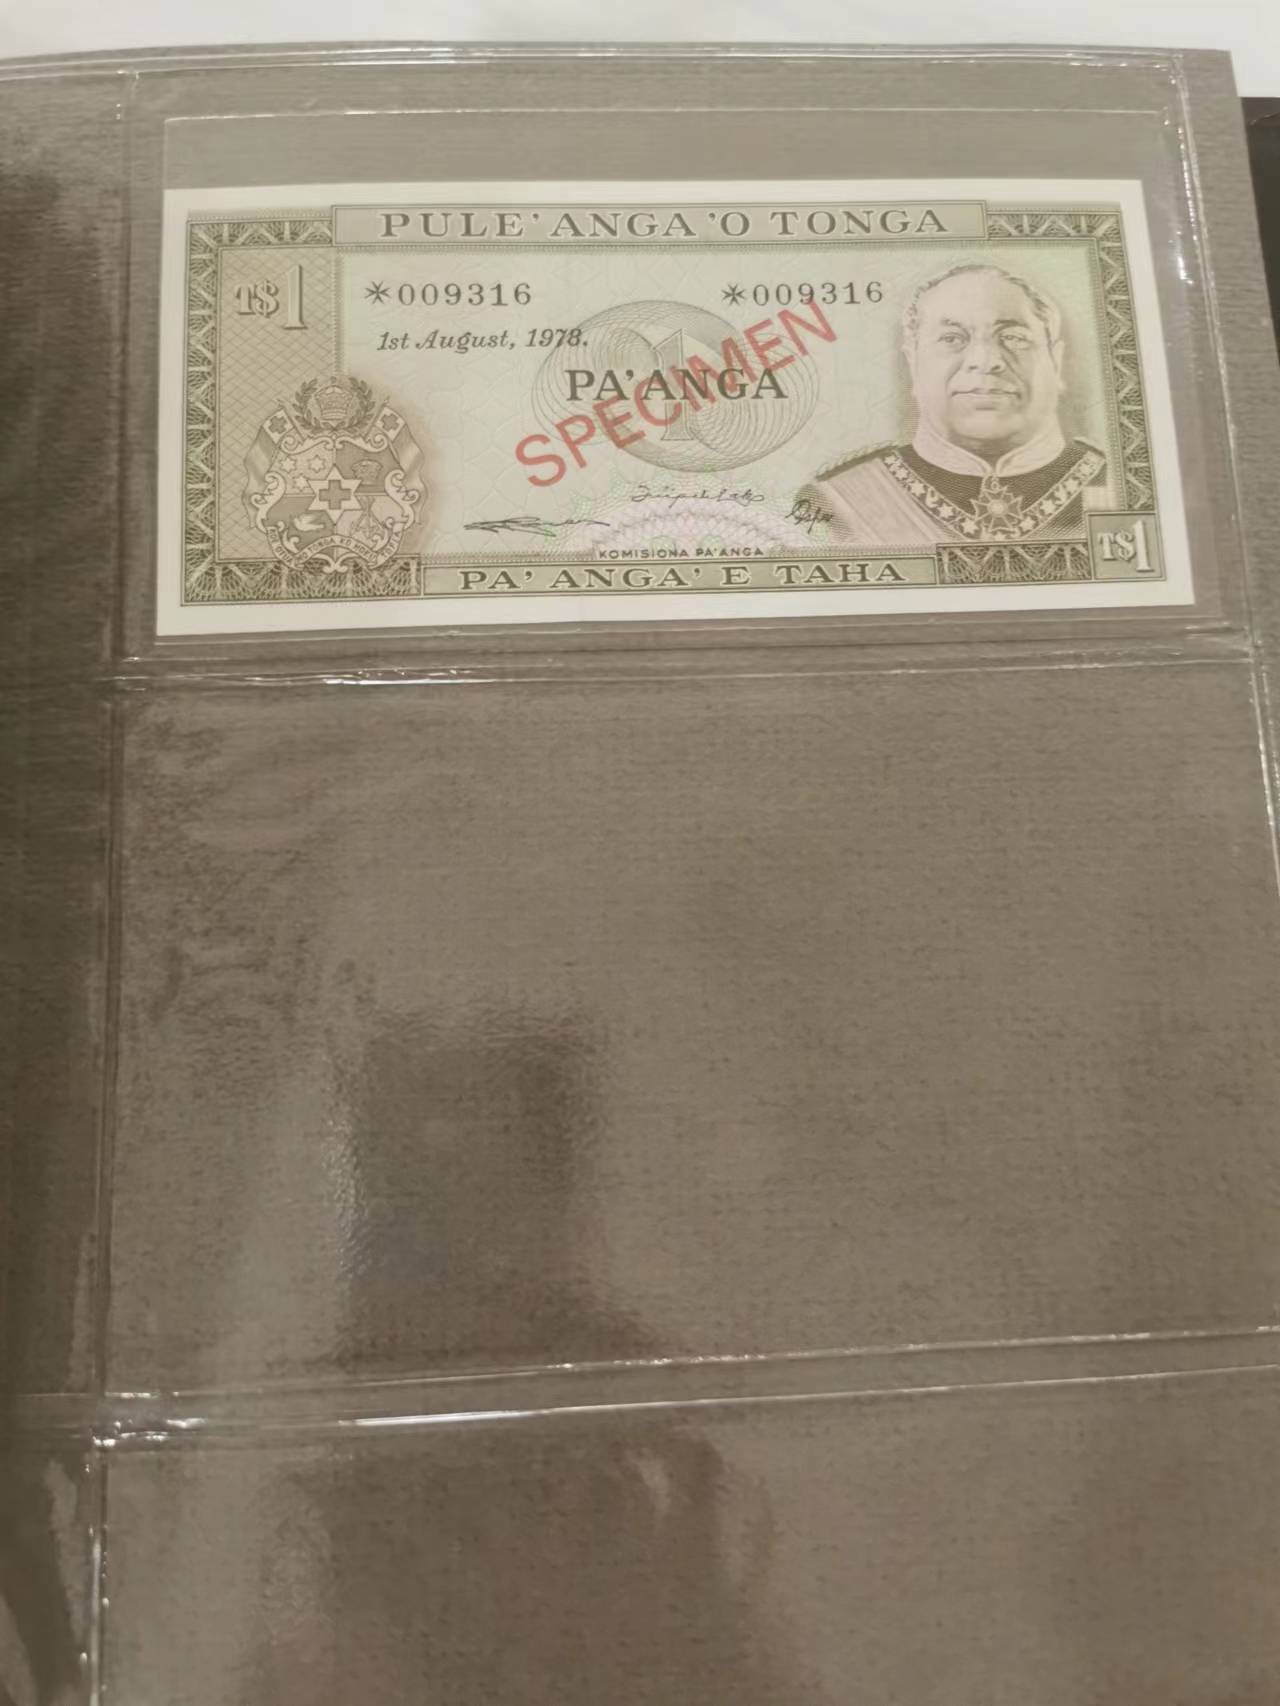 PULE'ANGA 'O TONGA
T$1
*009316 *009316
1st August, 1978.
PA'ANGA
1
SPECIMEN
KOMISIONA PA'ANGA
PA'ANGA' E TAHA
T$1